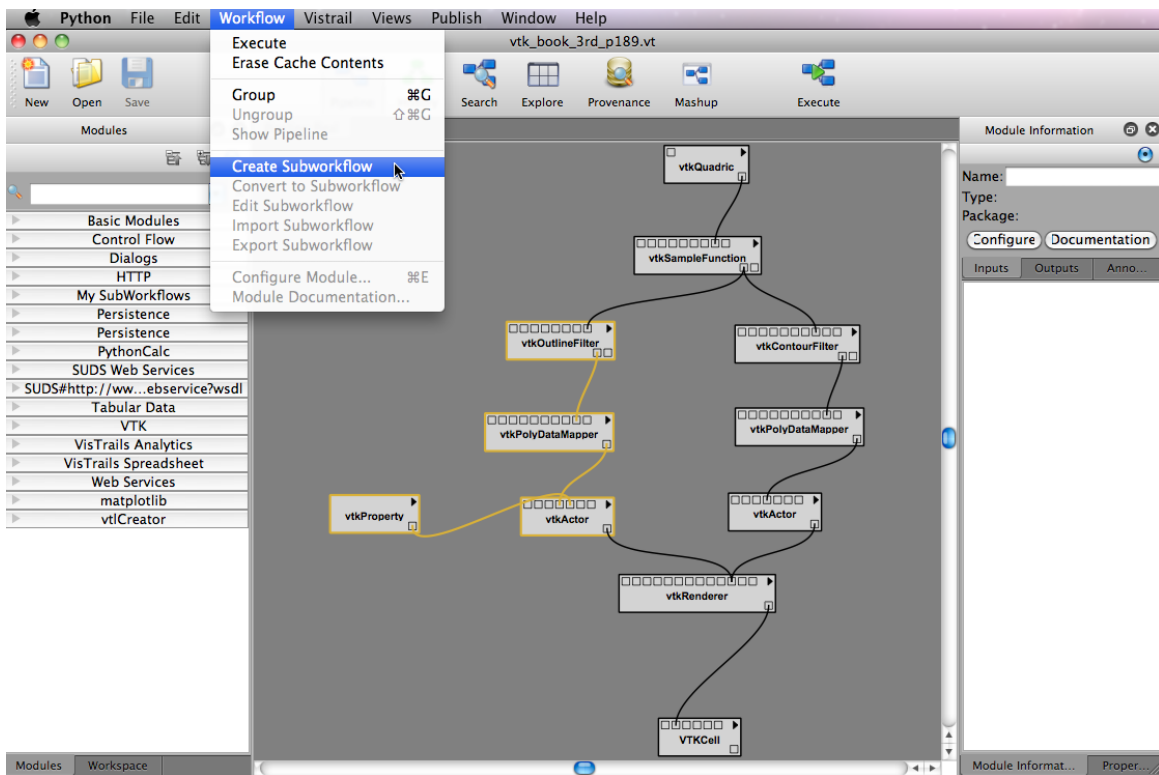 Python File Edit Workflow Vistrail Views Publish Window Help
vtk_book_3rd_p189.vt
New Open Save Search Explore Provenance Mashup Execute
Execute
Erase Cache Contents
Group ⌘G
Ungroup ⇧⌘G
Show Pipeline
Create Subworkflow
Convert to Subworkflow
Edit Subworkflow
Import Subworkflow
Export Subworkflow
Configure Module... ⌘E
Module Documentation...
Modules
Basic Modules
Control Flow
Dialogs
HTTP
My SubWorkflows
Persistence
Persistence
PythonCalc
SUDS Web Services
SUDS#http://ww...ebservice?wsdl
Tabular Data
VTK
VisTrails Analytics
VisTrails Spreadsheet
Web Services
matplotlib
vtlCreator
Modules Workspace
vtkQuadric
vtkSampleFunction
vtkOutlineFilter
vtkContourFilter
vtkPolyDataMapper
vtkPolyDataMapper
vtkProperty
vtkActor
vtkActor
vtkRenderer
VTKCell
Module Information
Name:
Type:
Package:
Configure Documentation
Inputs Outputs Anno...
Module Informat... Proper...